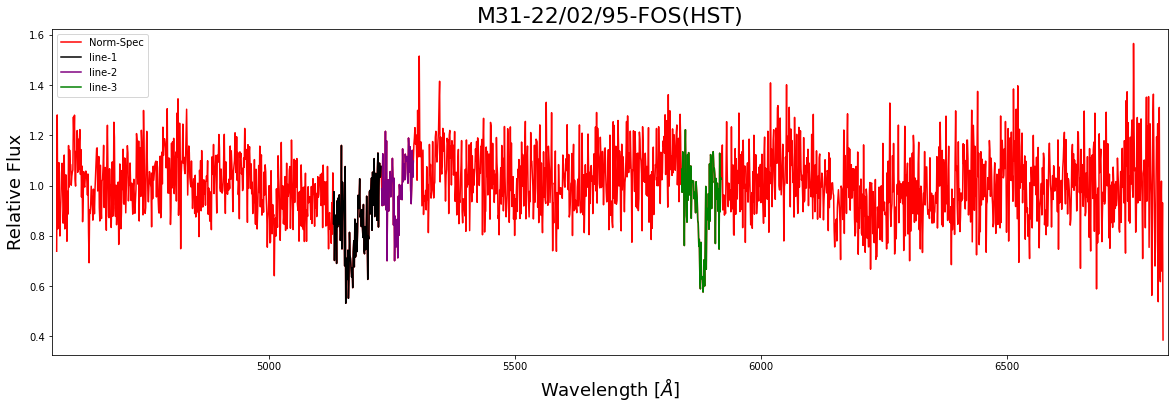 M31-22/02/95-FOS(HST)
Relative Flux
1.6
1.4
1.2
1.0
0.8
0.6
0.4
Norm-Spec
line-1
line-2
line-3
5000 5500 6000 6500
Wavelength [Å]